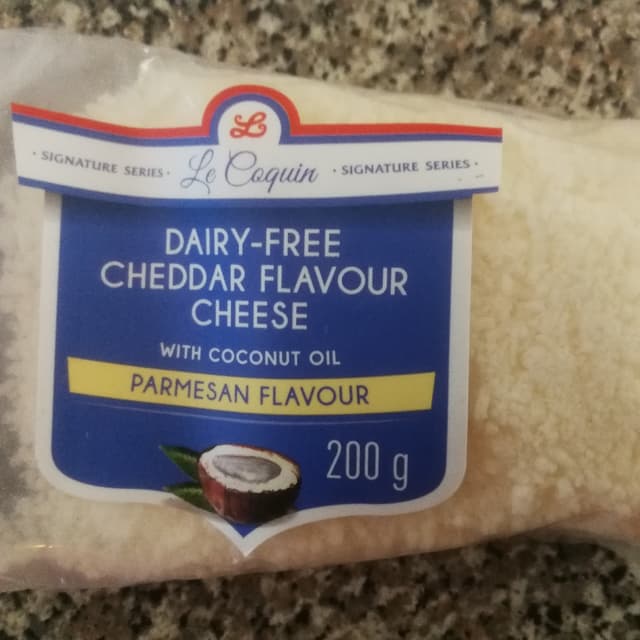 L
· SIGNATURE SERIES · Le Coquin · SIGNATURE SERIES ·
DAIRY-FREE
CHEDDAR FLAVOUR
CHEESE
WITH COCONUT OIL
PARMESAN FLAVOUR
200 g